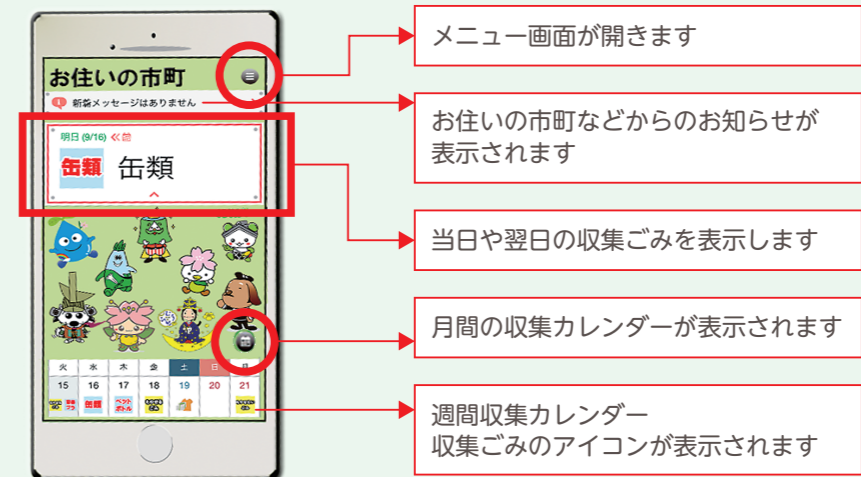 お住いの市町
新着メッセージはありません
明日 (9/16)
缶類 缶類
火 水 木 金 土 日 月
15 16 17 18 19 20 21
缶類 ペットボトル
メニュー画面が開きます
お住いの市町などからのお知らせが
表示されます
当日や翌日の収集ごみを表示します
月間の収集カレンダーが表示されます
週間収集カレンダー
収集ごみのアイコンが表示されます